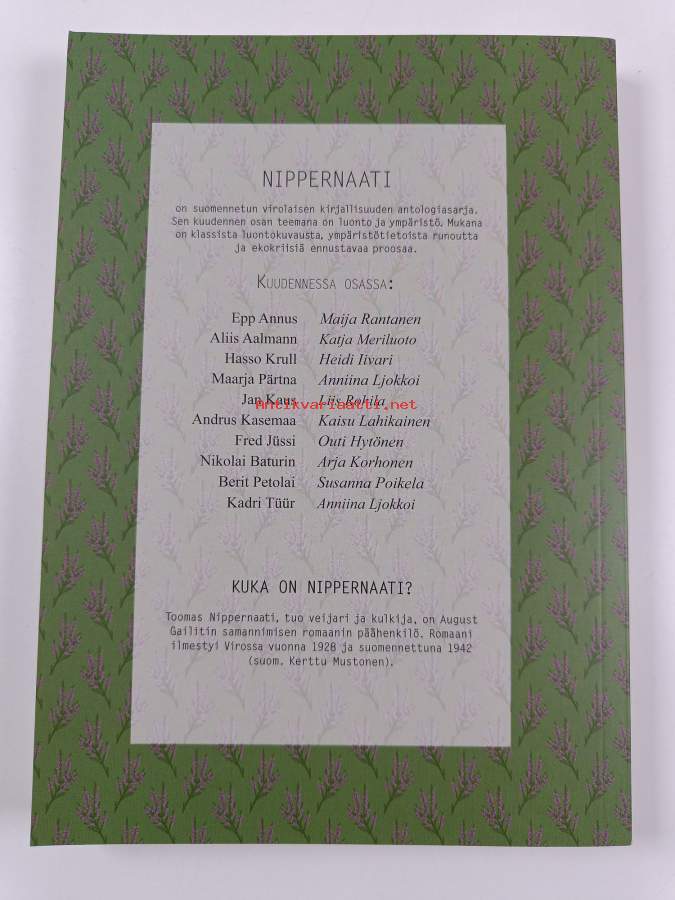 NIPPERNAATI
on suomennetun virolaisen kirjallisuuden antologiasarja.
Sen kuudennen osan teemana on luonto ja ympäristö. Mukana
on klassista luontokuvausta, ympäristötietoista runoutta
ja ekokriisiä ennustavaa proosaa.
KUUDENNESSA OSASSA:
Epp Annus Maija Rantanen
Aliis Aalmann Katja Meriluoto
Hasso Krull Heidi Iivari
Maarja Pärtna Anniina Ljokkoi
Jan Kaus Liis Rohila
antikvariaatti.net
Andrus Kasemaa Kaisu Lahikainen
Fred Jüssi Outi Hytönen
Nikolai Baturin Arja Korhonen
Berit Petolai Susanna Poikela
Kadri Tüür Anniina Ljokkoi
KUKA ON NIPPERNAATI?
Toomas Nippernaati, tuo veijari ja kulkija, on August
Gailitin samannimisen romaanin päähenkilö. Romaani
ilmestyi Virossa vuonna 1928 ja suomennettuna 1942
(suom. Kerttu Mustonen).